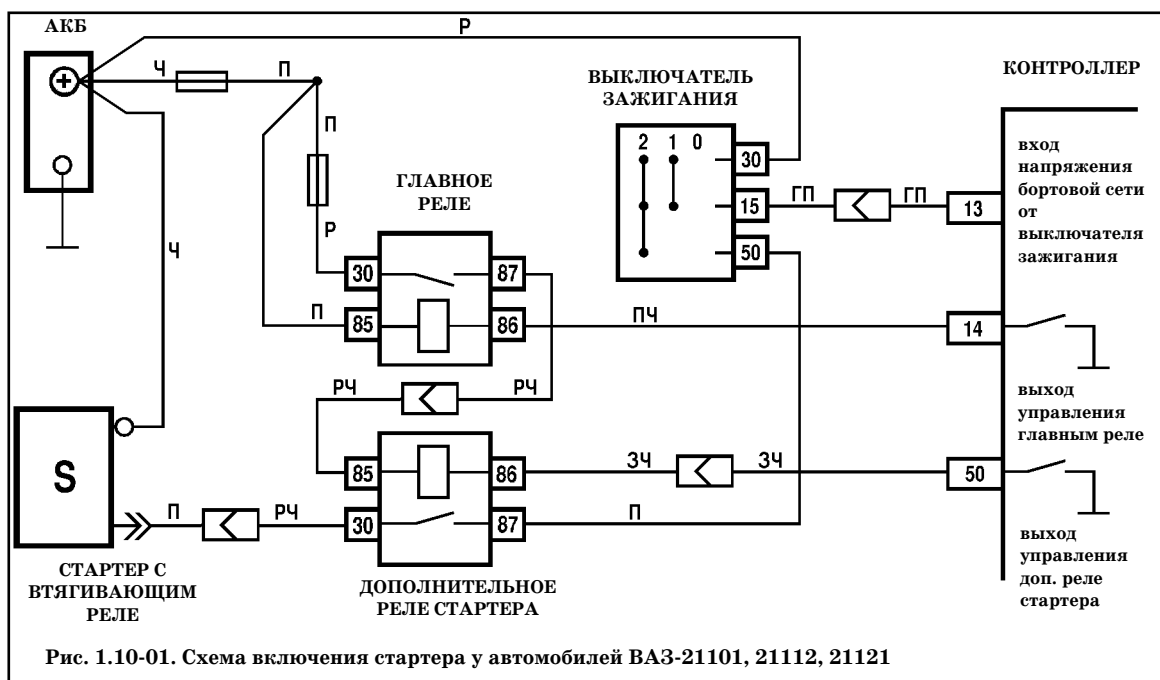 АКБ
Р
Ч
П
П
П
Ч
Р
ВЫКЛЮЧАТЕЛЬ
ЗАЖИГАНИЯ
2 1 0
30
15
50
ГП
ГП
КОНТРОЛЛЕР
13
вход
напряжения
бортовой сети
от
выключателя
зажигания
ГЛАВНОЕ
РЕЛЕ
30
87
85
86
ПЧ
14
выход
управления
главным реле
РЧ
РЧ
S
СТАРТЕР С
ВТЯГИВАЮЩИМ
РЕЛЕ
П
РЧ
85
86
30
87
ЗЧ
ЗЧ
П
50
выход
управления
доп. реле
стартера
ДОПОЛНИТЕЛЬНОЕ
РЕЛЕ СТАРТЕРА
Рис. 1.10-01. Схема включения стартера у автомобилей ВАЗ-21101, 21112, 21121